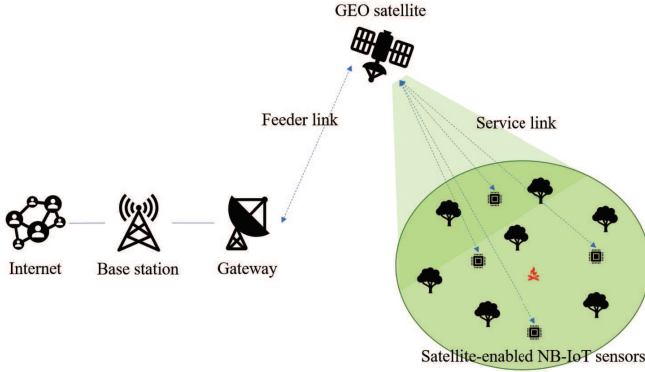 GEO satellite
Feeder link
Service link
Internet
Base station
Gateway
Satellite-enabled NB-IoT sensors